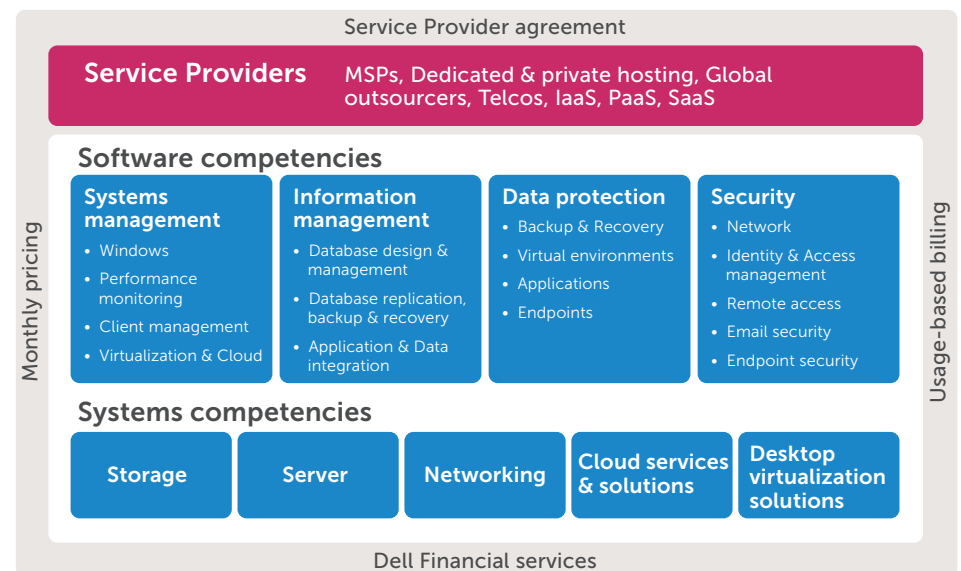 Service Provider agreement
Service Providers
MSPs, Dedicated & private hosting, Global
outsourcers, Telcos, IaaS, PaaS, SaaS
Monthly pricing
Software competencies
Systems
management
• Windows
• Performance
monitoring
• Client management
• Virtualization & Cloud
Information
management
• Database design &
management
• Database replication,
backup & recovery
• Application & Data
integration
Data protection
• Backup & Recovery
• Virtual environments
• Applications
• Endpoints
Security
• Network
• Identity & Access
management
• Remote access
• Email security
• Endpoint security
Usage-based billing
Systems competencies
Storage
Server
Networking
Cloud services
& solutions
Desktop
virtualization
solutions
Dell Financial services